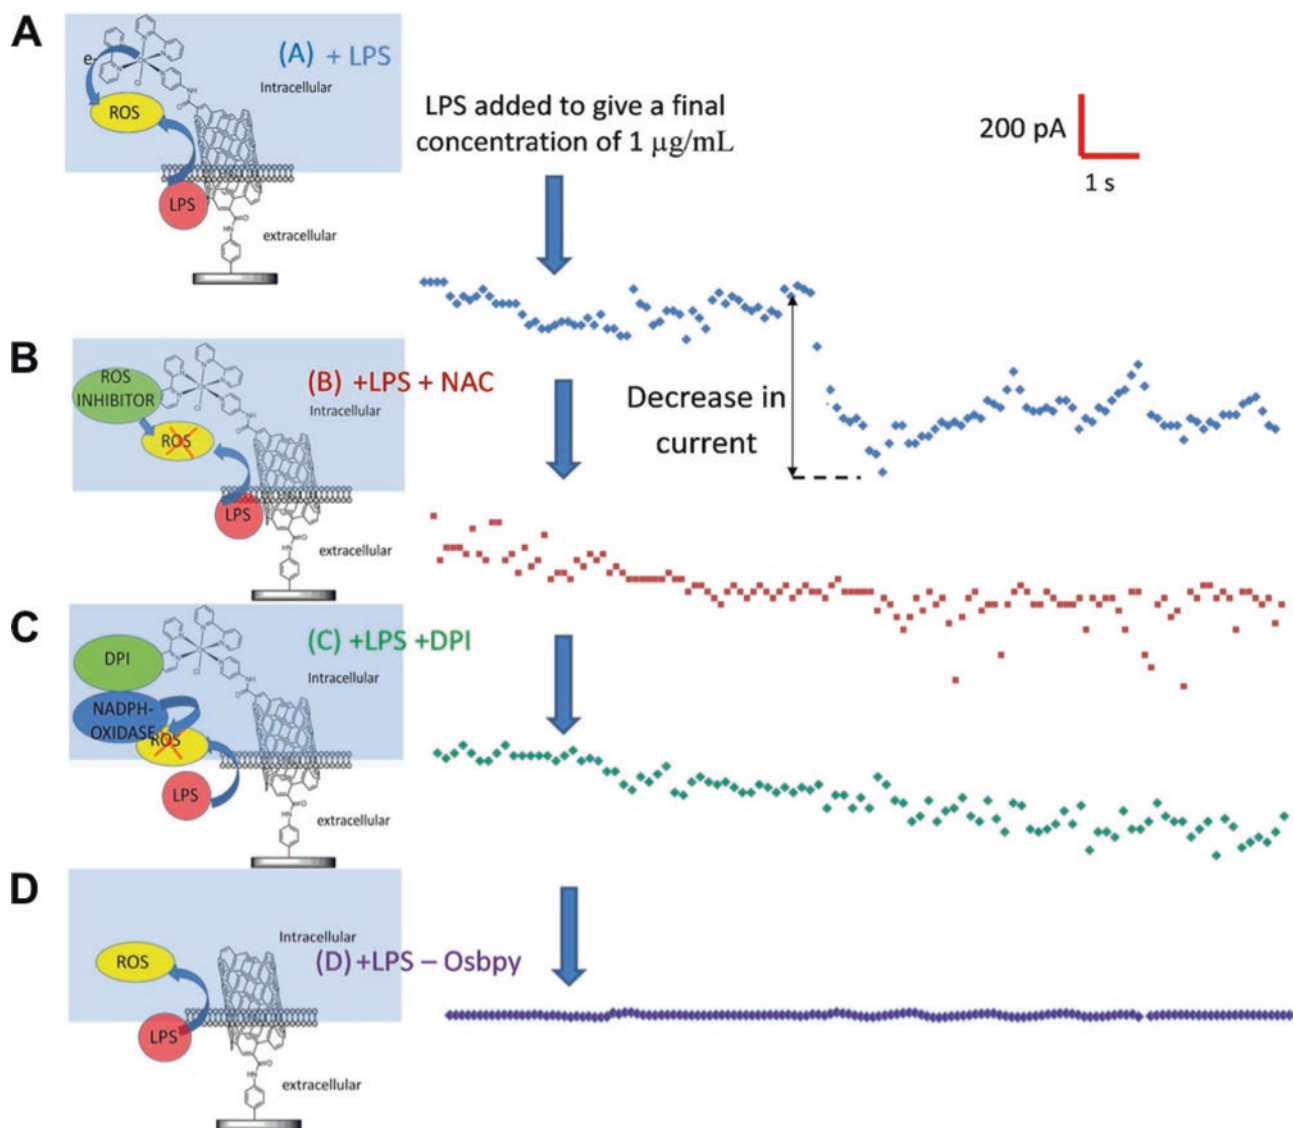 A
(A) + LPS
e-
Intracellular
ROS
LPS
extracellular
LPS added to give a final
concentration of 1 µg/mL
200 pA
1 s
Decrease in
current
B
(B) +LPS + NAC
ROS
INHIBITOR
Intracellular
ROS
LPS
extracellular
C
(C) +LPS +DPI
DPI
Intracellular
NADPH-
OXIDASE
ROS
LPS
extracellular
D
Intracellular
(D) +LPS – Osbpy
ROS
LPS
extracellular